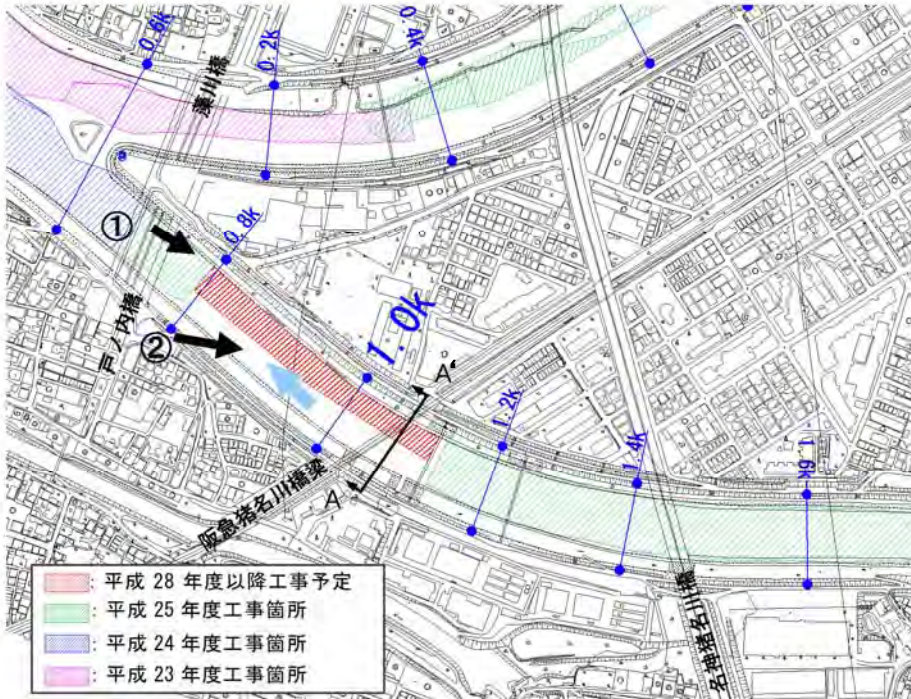 0.6k
藻川橋
0.2k
0.4k
①
0.8k
戸ノ内橋
②
1.0k
A'
1.2k
1.4k
1.6k
阪急猪名川橋梁
A
名神猪名川橋
: 平成 28 年度以降工事予定
: 平成 25 年度工事箇所
: 平成 24 年度工事箇所
: 平成 23 年度工事箇所